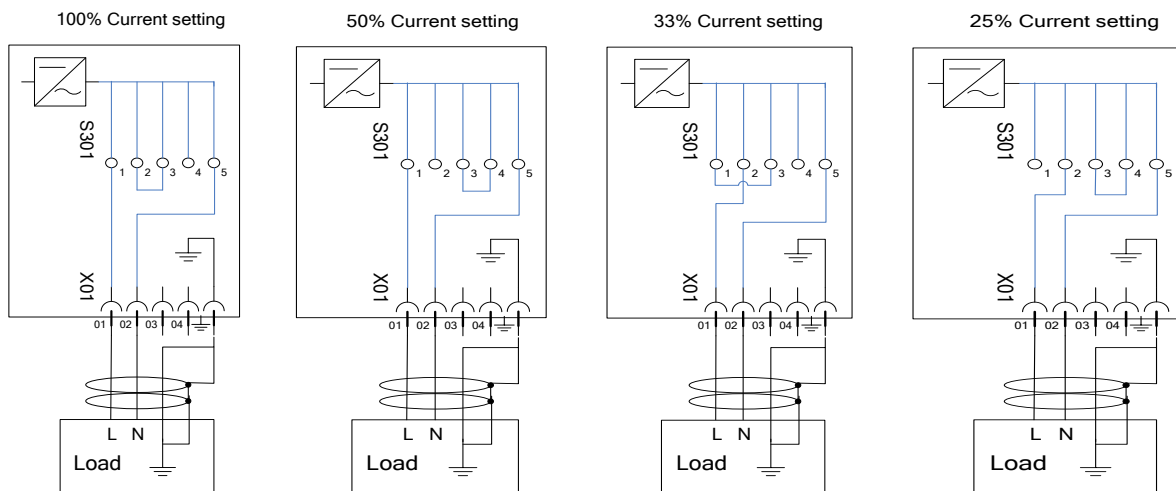 100% Current setting
50% Current setting
33% Current setting
25% Current setting
S301
1 2 3 4 5
S301
1 2 3 4 5
S301
1 2 3 4 5
S301
1 2 3 4 5
X01
01 02 03 04
X01
01 02 03 04
X01
01 02 03 04
X01
01 02 03 04
L N
Load
L N
Load
L N
Load
L N
Load